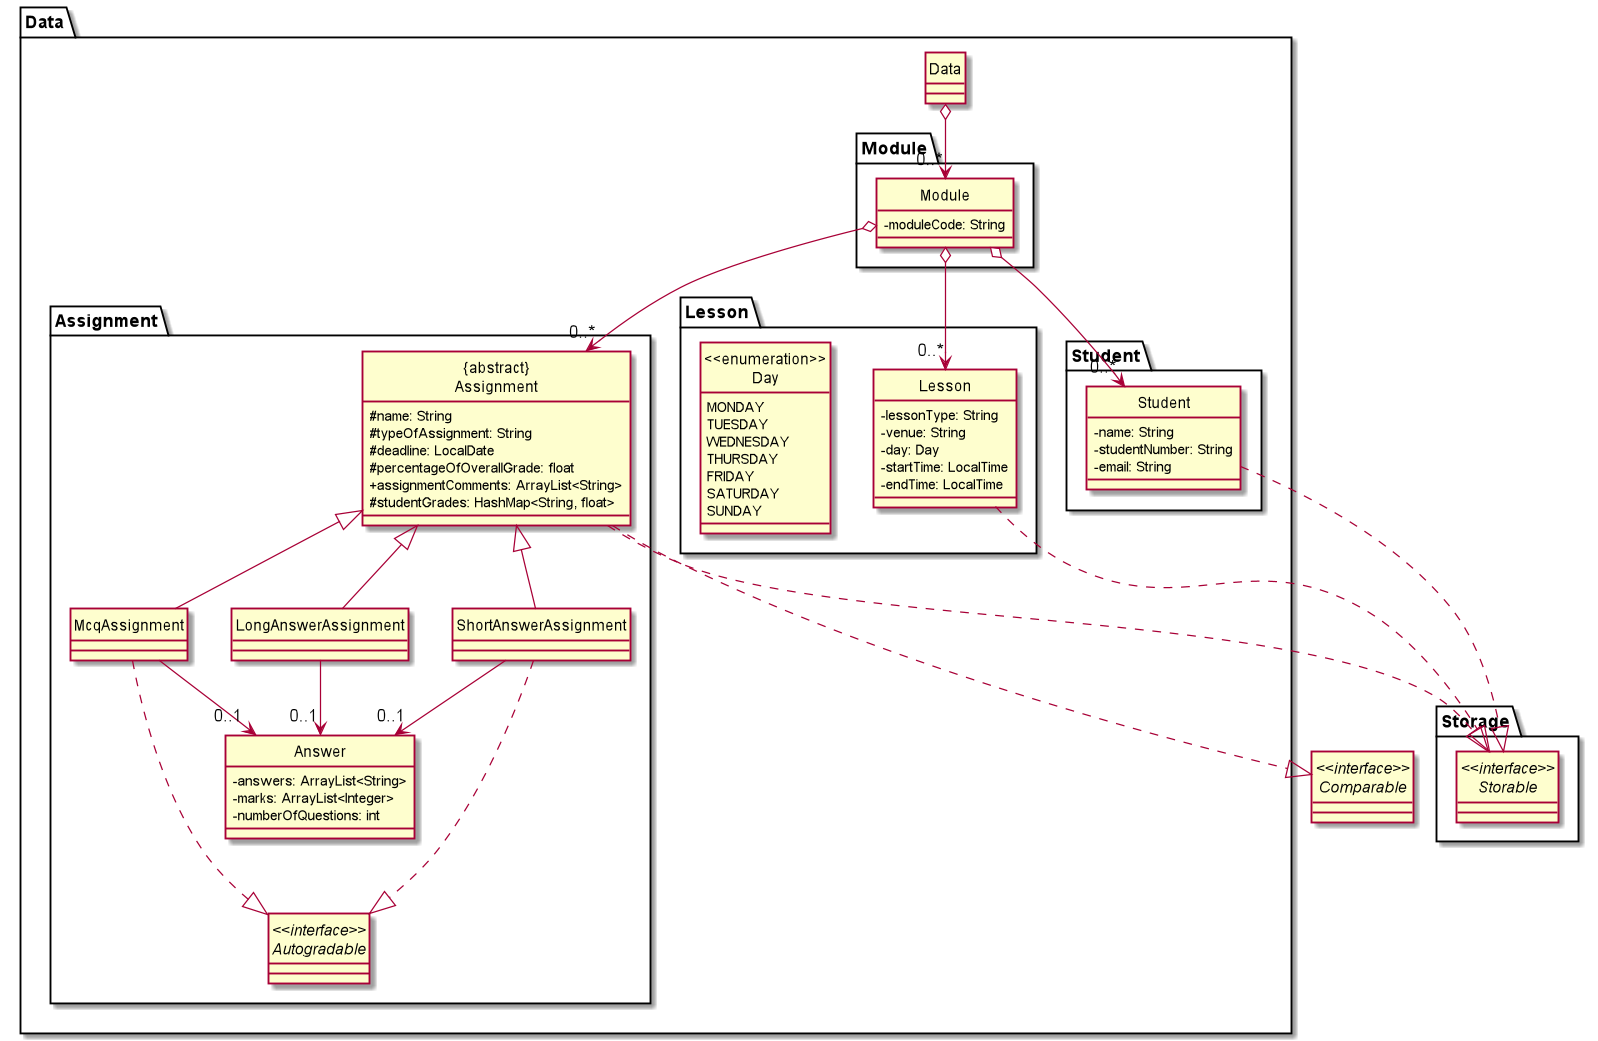 Data
Data
Module
0..*
Module
-moduleCode: String
Assignment
0..*
{abstract}
Assignment
#name: String
#typeOfAssignment: String
#deadline: LocalDate
#percentageOfOverallGrade: float
+assignmentComments: ArrayList<String>
#studentGrades: HashMap<String, float>
Lesson
<<enumeration>>
Day
MONDAY
TUESDAY
WEDNESDAY
THURSDAY
FRIDAY
SATURDAY
SUNDAY
0..*
Lesson
-lessonType: String
-venue: String
-day: Day
-startTime: LocalTime
-endTime: LocalTime
Student
0..*
Student
-name: String
-studentNumber: String
-email: String
McqAssignment
LongAnswerAssignment
ShortAnswerAssignment
0..1
0..1
0..1
Answer
-answers: ArrayList<String>
-marks: ArrayList<Integer>
-numberOfQuestions: int
<<interface>>
Autogradable
<<interface>>
Comparable
Storage
<<interface>>
Storable